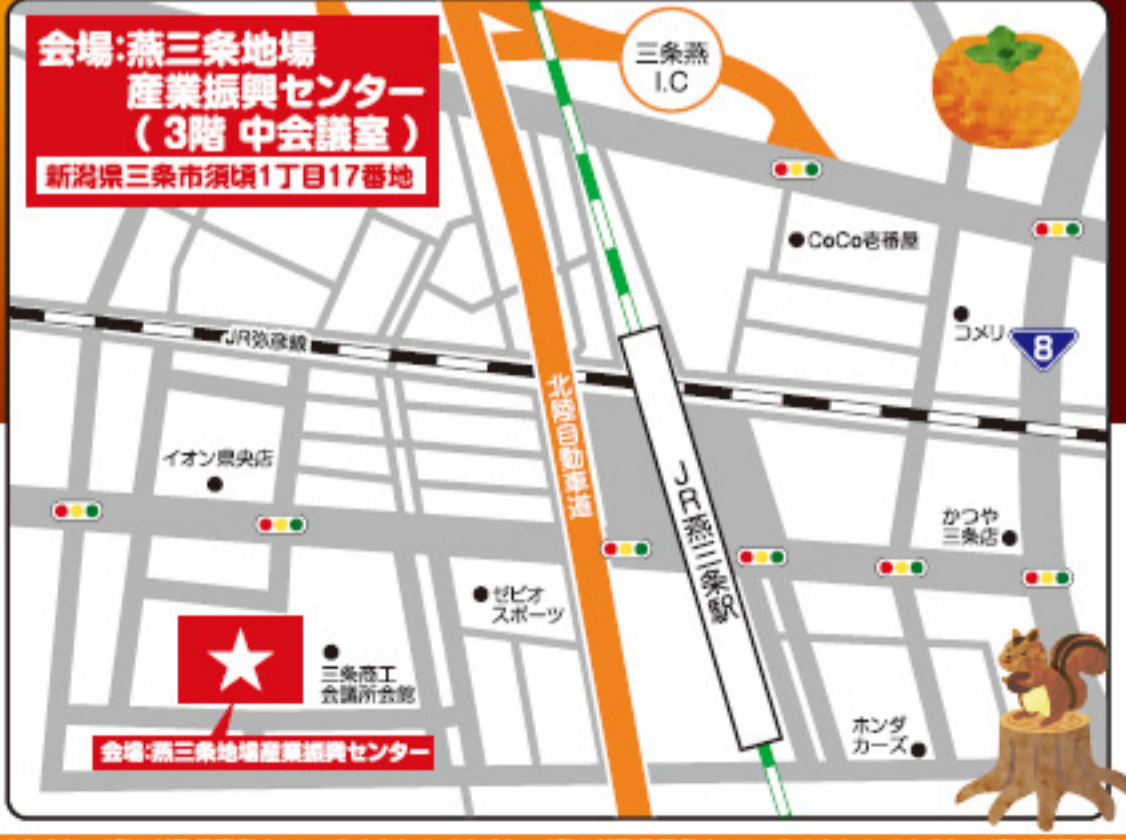 会場:燕三条地場
産業振興センター
( 3階 中会議室 )
新潟県三条市須頃1丁目17番地
三条燕
I.C
CoCo壱番屋
コメリ
8
JR弥彦線
北陸自動車道
イオン県央店
JR燕三条駅
かつや
三条店
ゼビオ
スポーツ
三条商工
会議所会館
会場:燕三条地場産業振興センター
ホンダ
カーズ